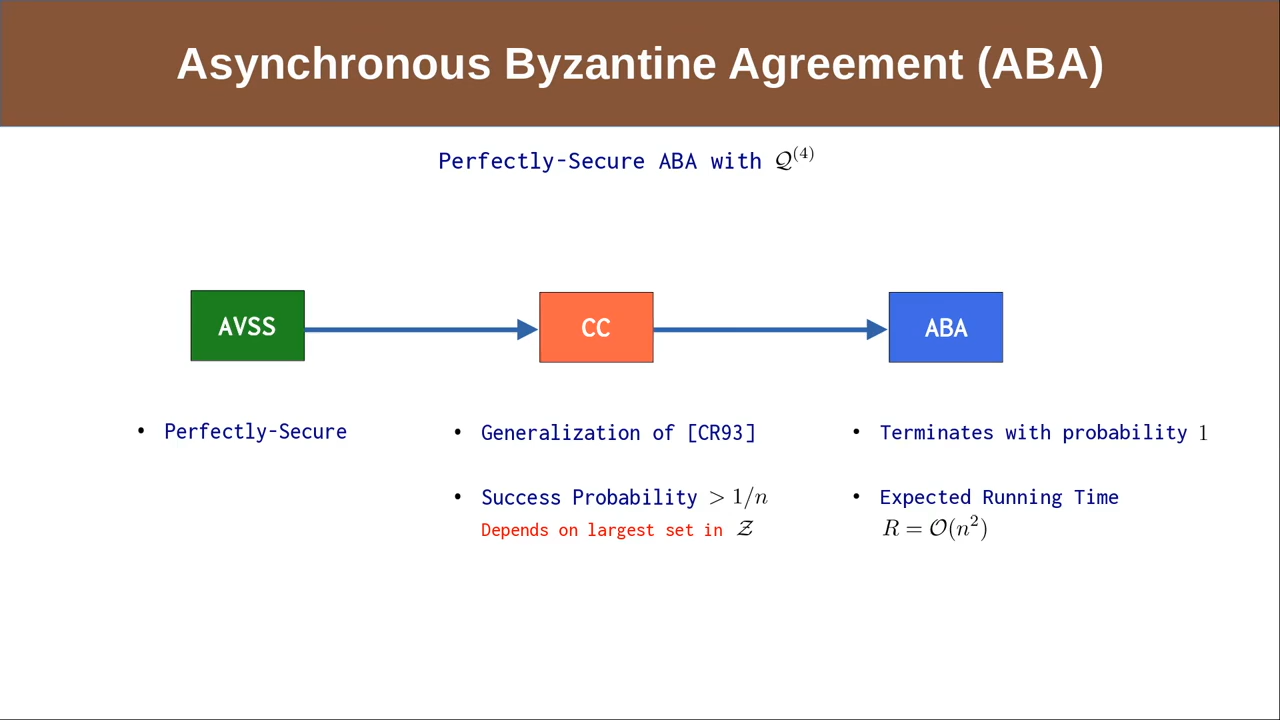 Asynchronous Byzantine Agreement (ABA)
Perfectly-Secure ABA with 𝒬⁽⁴⁾
AVSS
CC
ABA
• Perfectly-Secure
• Generalization of [CR93]
• Success Probability > 1/n
Depends on largest set in 𝒵
• Terminates with probability 1
• Expected Running Time
R = 𝒪(n²)